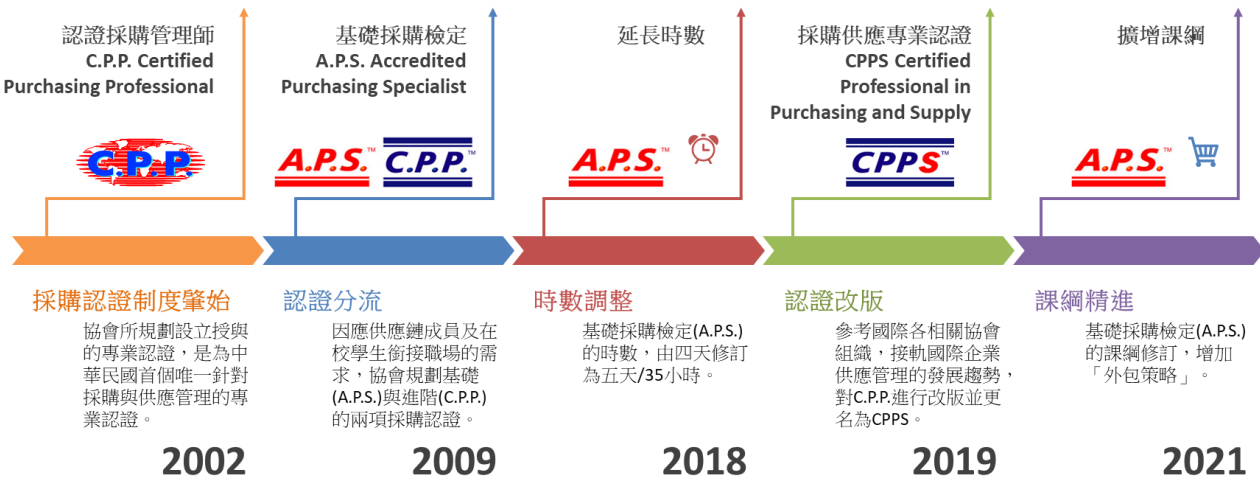 認證採購管理師
C.P.P. Certified
Purchasing Professional
C.P.P.
採購認證制度肇始
協會所規劃設立授與
的專業認證，是為中
華民國首個唯一針對
採購與供應管理的專
業認證。
2002
基礎採購檢定
A.P.S. Accredited
Purchasing Specialist
A.P.S.™ C.P.P.™
認證分流
因應供應鏈成員及在
校學生銜接職場的需
求，協會規劃基礎
(A.P.S.)與進階(C.P.P.)
的兩項採購認證。
2009
延長時數
A.P.S.™
時數調整
基礎採購檢定(A.P.S.)
的時數，由四天修訂
為五天/35小時。
2018
採購供應專業認證
CPPS Certified
Professional in
Purchasing and Supply
CPPS™
認證改版
參考國際各相關協會
組織，接軌國際企業
供應管理的發展趨勢，
對C.P.P.進行改版並更
名為CPPS。
2019
擴增課綱
A.P.S.™
課綱精進
基礎採購檢定(A.P.S.)
的課綱修訂，增加
「外包策略」。
2021